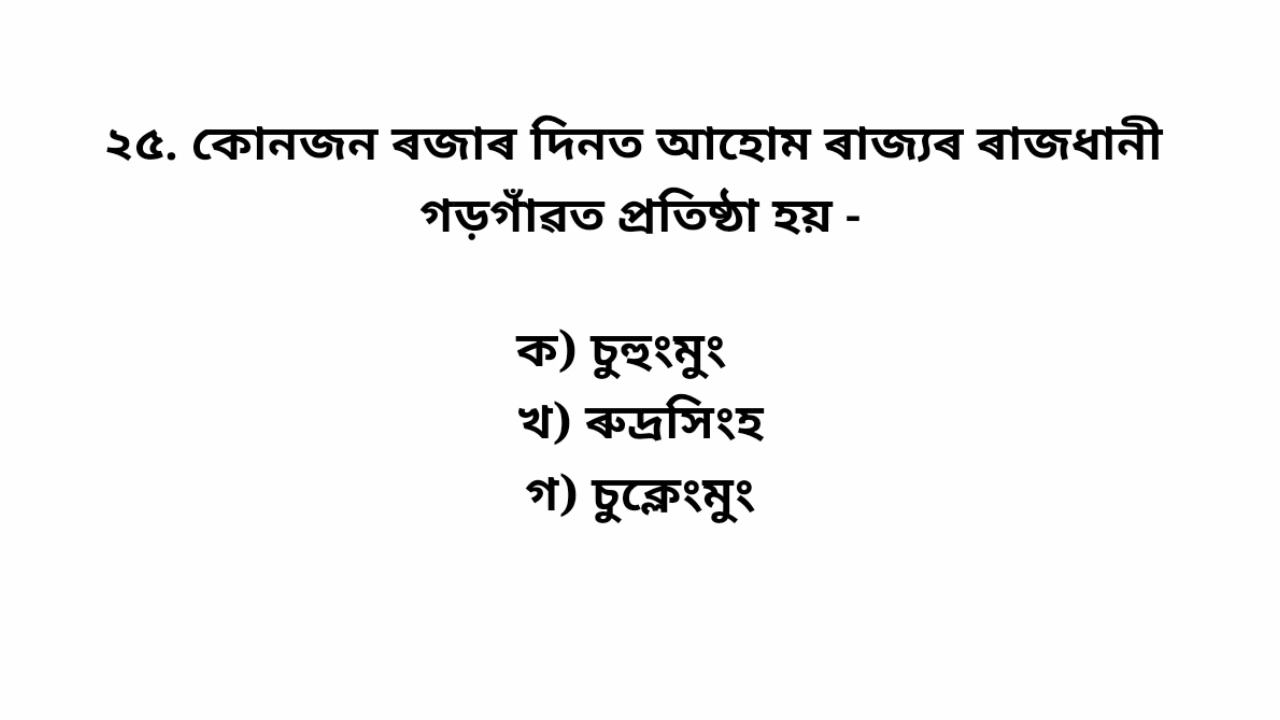 ২৫. কোনজন ৰজাৰ দিনত আহোম ৰাজ্যৰ ৰাজধানী
গড়গাঁৱত প্ৰতিষ্ঠা হয় -
ক) চুহুংমুং
খ) ৰুদ্ৰসিংহ
গ) চুক্লেংমুং